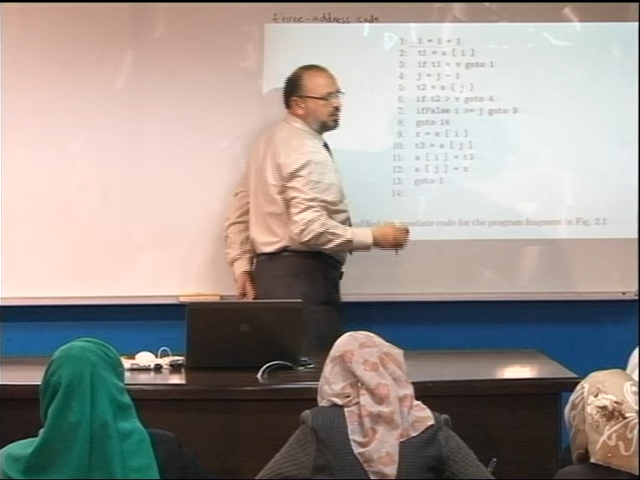 three-address code
1: i = i + 1
2: t1 = a [ i ]
3: if t1 < v goto 1
4: j = j - 1
5: t2 = a [ j ]
6: if t2 > v goto 4
7: ifFalse i >= j goto 9
8: goto 14
9: x = a [ i ]
10: t3 = a [ j ]
11: a [ i ] = t3
12: a [ j ] = x
13: goto 1
14:
intermediate code for the program fragment in Fig. 2.1